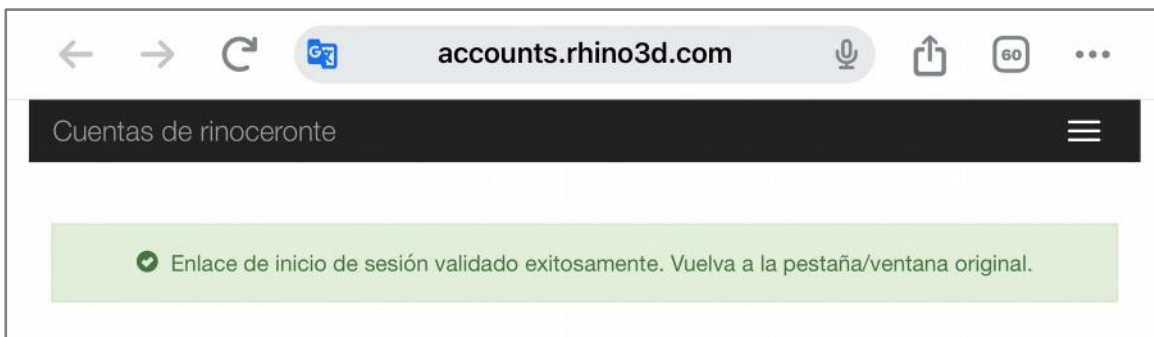 accounts.rhino3d.com
60
Cuentas de rinoceronte
Enlace de inicio de sesión validado exitosamente. Vuelva a la pestaña/ventana original.